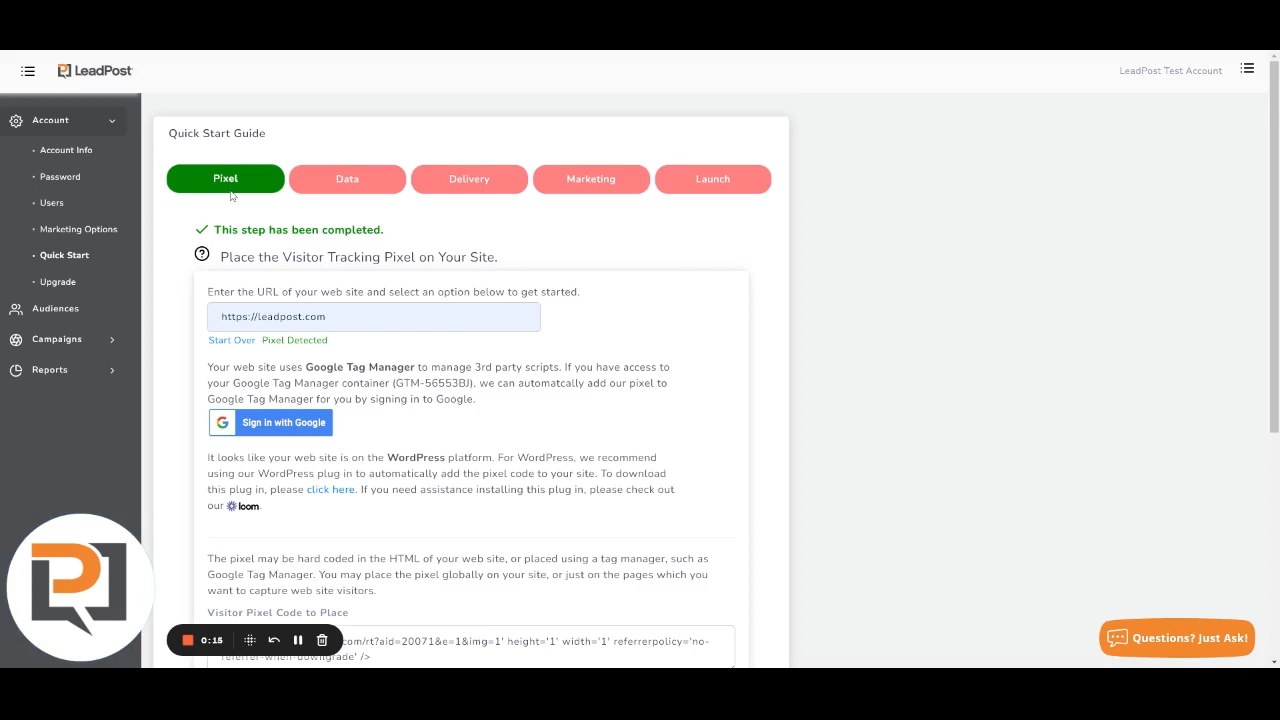 LeadPost
LeadPost Test Account
Account
Account Info
Password
Users
Marketing Options
Quick Start
Upgrade
Audiences
Campaigns
Reports
Quick Start Guide
Pixel
Data
Delivery
Marketing
Launch
This step has been completed.
Place the Visitor Tracking Pixel on Your Site.
Enter the URL of your web site and select an option below to get started.
https://leadpost.com
Start Over Pixel Detected
Your web site uses Google Tag Manager to manage 3rd party scripts. If you have access to
your Google Tag Manager container (GTM-56553BJ), we can automatcally add our pixel to
Google Tag Manager for you by signing in to Google.
G Sign in with Google
It looks like your web site is on the WordPress platform. For WordPress, we recommend
using our WordPress plug in to automatically add the pixel code to your site. To download
this plug in, please click here. If you need assistance installing this plug in, please check out
our loom.
The pixel may be hard coded in the HTML of your web site, or placed using a tag manager, such as
Google Tag Manager. You may place the pixel globally on your site, or just on the pages which you
want to capture web site visitors.
Visitor Pixel Code to Place
com/rt?aid=20071&e=1&img=1' height='1' width='1' referrerpolicy='no-
referrer-when-downgrade' />
0:15
Questions? Just Ask!